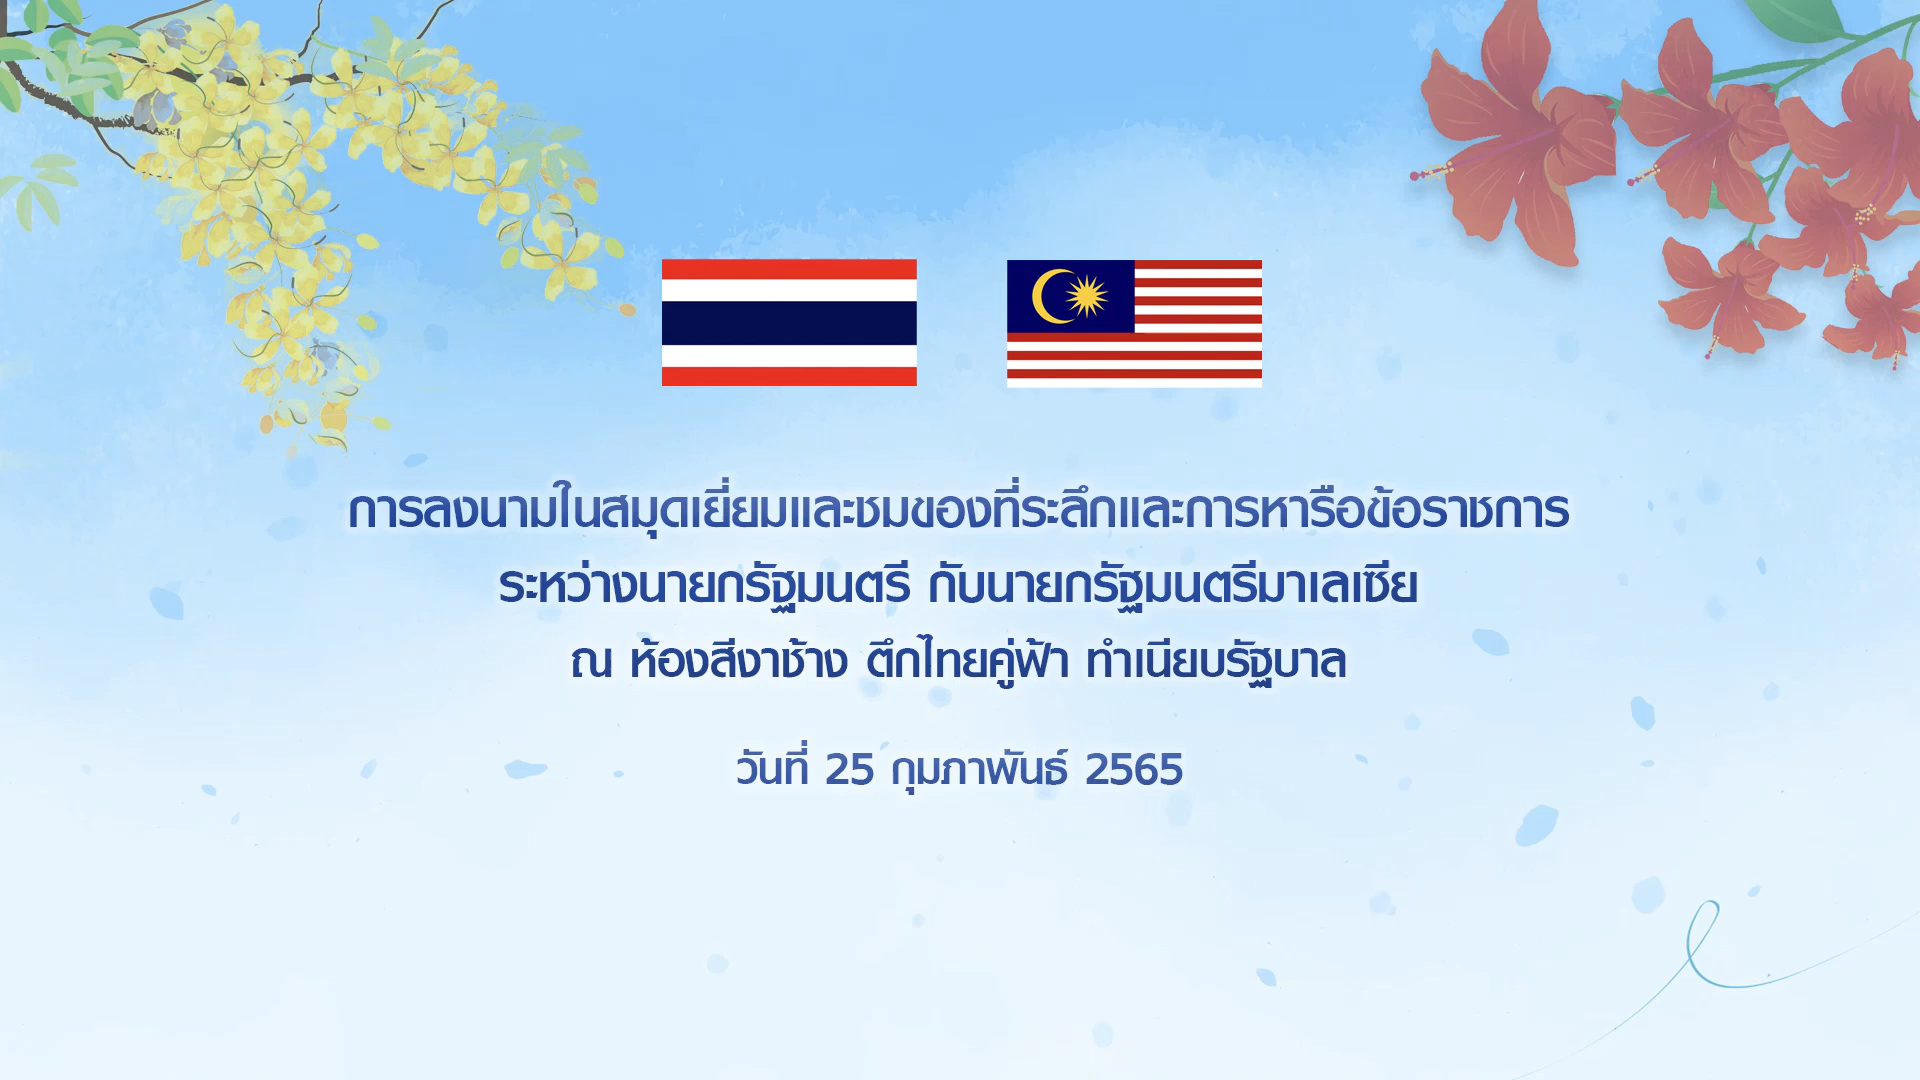 การลงนามในสมุดเยี่ยมและชมของที่ระลึกและการหารือข้อราชการ
ระหว่างนายกรัฐมนตรี กับนายกรัฐมนตรีมาเลเซีย
ณ ห้องสีงาช้าง ตึกไทยคู่ฟ้า ทำเนียบรัฐบาล
วันที่ 25 กุมภาพันธ์ 2565